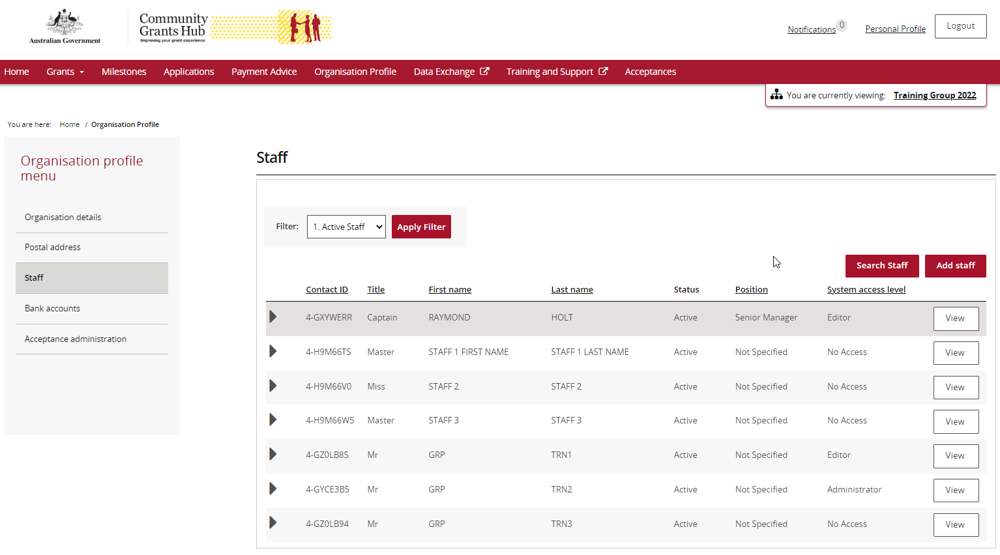 Australian Government
Community
Grants Hub
Improving your grant experience
Notifications 0
Personal Profile
Logout
Home Grants Milestones Applications Payment Advice Organisation Profile Data Exchange Training and Support Acceptances
You are currently viewing: Training Group 2022
You are here: Home / Organisation Profile
Organisation profile
menu
Organisation details
Postal address
Staff
Bank accounts
Acceptance administration
Staff
Filter: 1. Active Staff Apply Filter
Search Staff Add staff
Contact ID Title First name Last name Status Position System access level
4-GXYWERR Captain RAYMOND HOLT Active Senior Manager Editor View
4-H9M66TS Master STAFF 1 FIRST NAME STAFF 1 LAST NAME Active Not Specified No Access View
4-H9M66V0 Miss STAFF 2 STAFF 2 Active Not Specified No Access View
4-H9M66W5 Master STAFF 3 STAFF 3 Active Not Specified No Access View
4-GZ0LB8S Mr GRP TRN1 Active Not Specified Editor View
4-GYCE3B5 Mr GRP TRN2 Active Not Specified Administrator View
4-GZ0LB94 Mr GRP TRN3 Active Not Specified No Access View